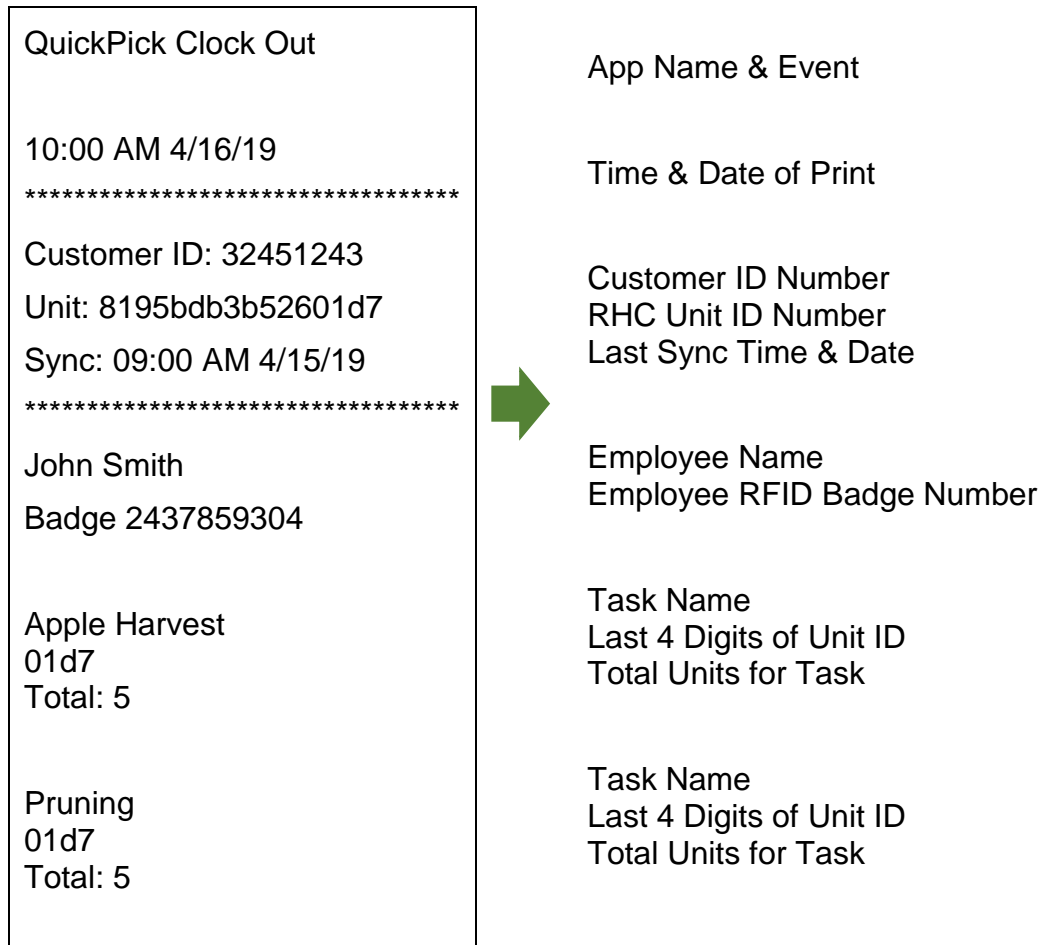 QuickPick Clock Out
10:00 AM 4/16/19
***********************************
Customer ID: 32451243
Unit: 8195bdb3b52601d7
Sync: 09:00 AM 4/15/19
***********************************
John Smith
Badge 2437859304
Apple Harvest
01d7
Total: 5
Pruning
01d7
Total: 5
App Name & Event
Time & Date of Print
Customer ID Number
RHC Unit ID Number
Last Sync Time & Date
Employee Name
Employee RFID Badge Number
Task Name
Last 4 Digits of Unit ID
Total Units for Task
Task Name
Last 4 Digits of Unit ID
Total Units for Task